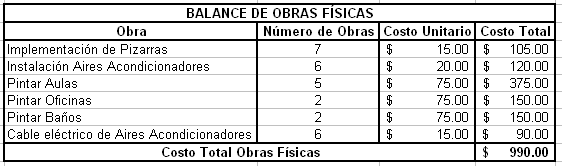 BALANCE DE OBRAS FÍSICAS
Obra Número de Obras Costo Unitario Costo Total
Implementación de Pizarras 7 $ 15.00 $ 105.00
Instalación Aires Acondicionadores 6 $ 20.00 $ 120.00
Pintar Aulas 5 $ 75.00 $ 375.00
Pintar Oficinas 2 $ 75.00 $ 150.00
Pintar Baños 2 $ 75.00 $ 150.00
Cable eléctrico de Aires Acondicionadores 6 $ 15.00 $ 90.00
Costo Total Obras Físicas $ 990.00